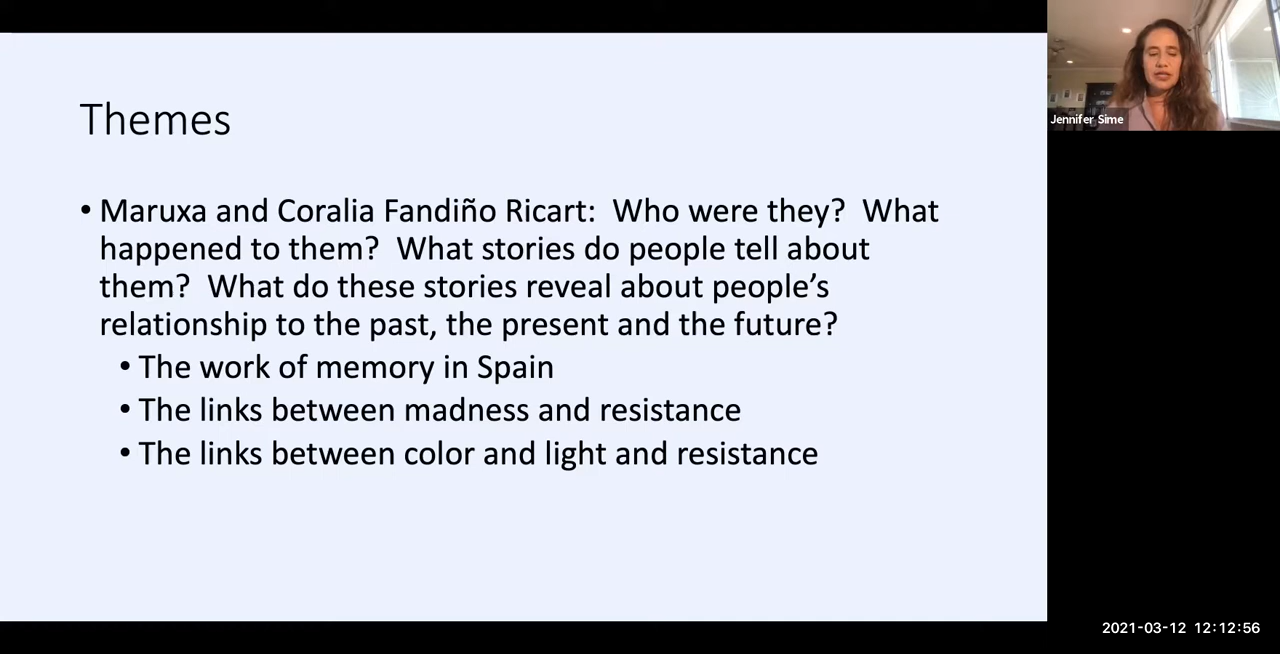 Themes
• Maruxa and Coralia Fandiño Ricart:  Who were they?  What
happened to them?  What stories do people tell about
them?  What do these stories reveal about people’s
relationship to the past, the present and the future?
• The work of memory in Spain
• The links between madness and resistance
• The links between color and light and resistance
Jennifer Sime
2021-03-12 12:12:56